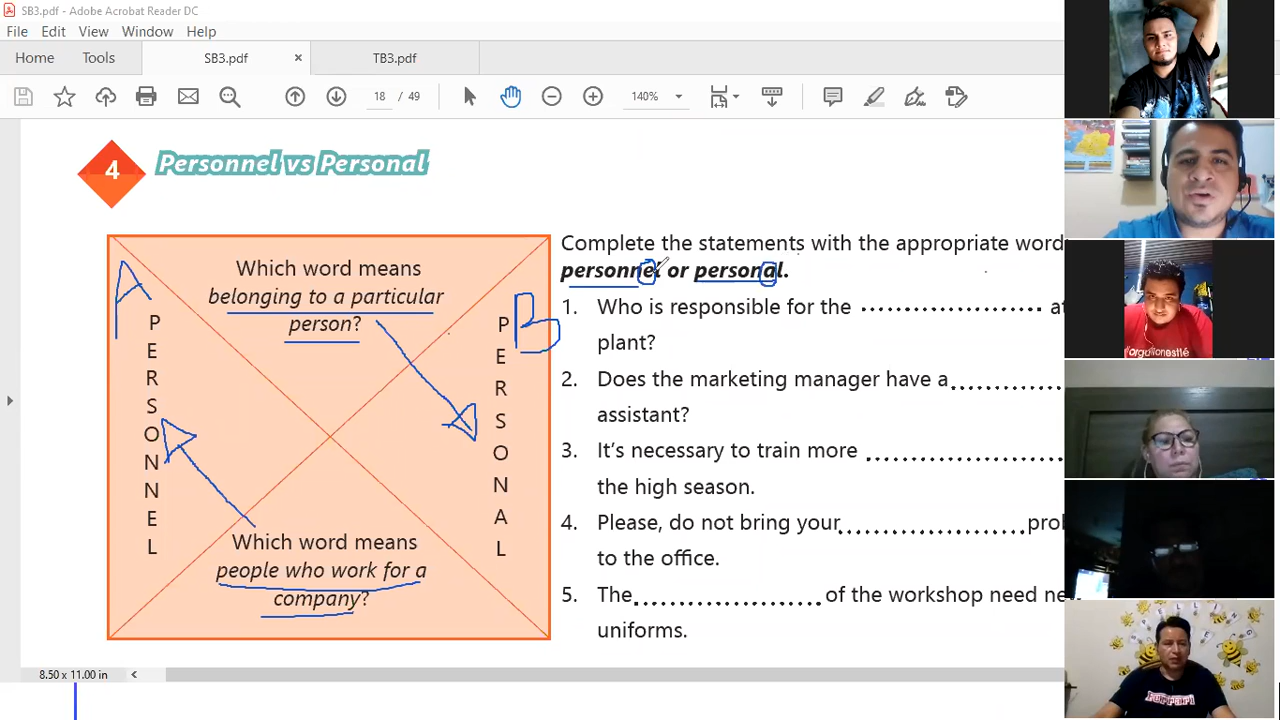 SB3.pdf - Adobe Acrobat Reader DC
File Edit View Window Help
Home Tools SB3.pdf × TB3.pdf
18 / 49 140%
4 Personnel vs Personal
A
B
Which word means
belonging to a particular
person?
PERSONNEL
PERSONAL
Which word means
people who work for a
company?
Complete the statements with the appropriate word
personnel or personal.
1. Who is responsible for the .................... at
plant?
2. Does the marketing manager have a....................
assistant?
3. It's necessary to train more ....................
the high season.
4. Please, do not bring your....................prob
to the office.
5. The....................of the workshop need ne
uniforms.
8.50 x 11.00 in
SPELLING
Ferrari